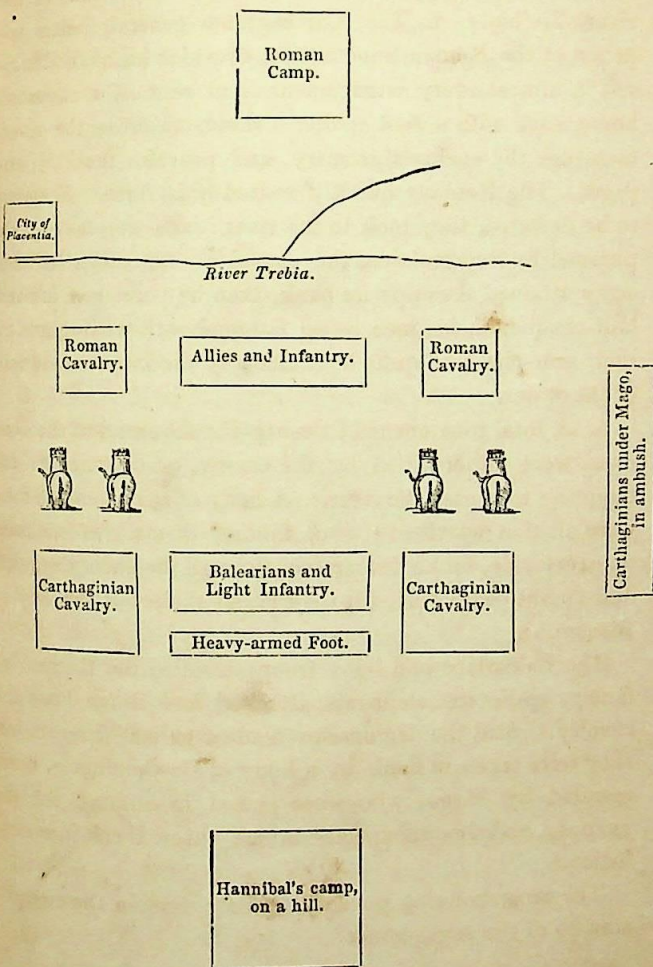 Roman
Camp.
City of
Placentia.
River Trebia.
Roman
Cavalry.
Allies and Infantry.
Roman
Cavalry.
Carthaginians under Mago,
in ambush.
Carthaginian
Cavalry.
Balearians and
Light Infantry.
Carthaginian
Cavalry.
Heavy-armed Foot.
Hannibal's camp,
on a hill.